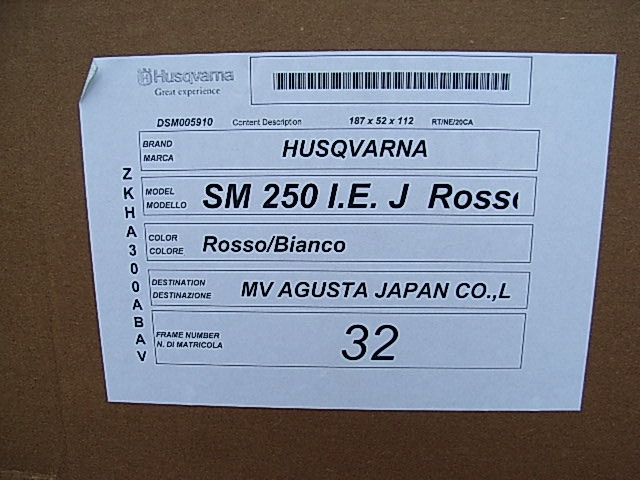 Husqvarna
Great experience
DSM005910 Content Description 187 x 52 x 112 RT/NE/20CA
BRAND
MARCA
HUSQVARNA
MODEL
MODELLO
SM 250 I.E. J Rosso
COLOR
COLORE
Rosso/Bianco
DESTINATION
DESTINAZIONE
MV AGUSTA JAPAN CO.,L
FRAME NUMBER
N. DI MATRICOLA
32
ZKHA300ABAV